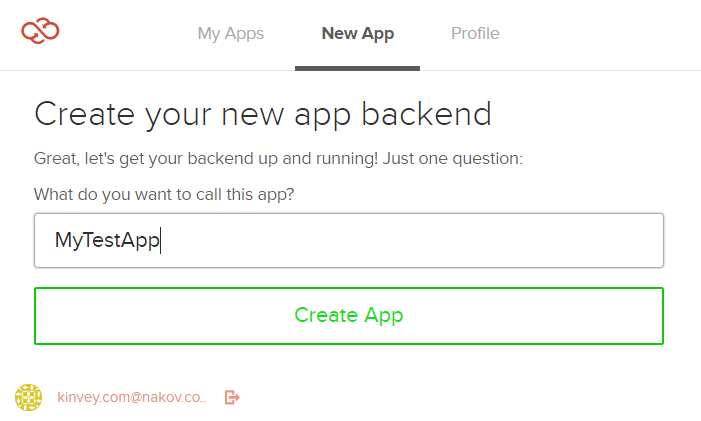 My Apps New App Profile
Create your new app backend
Great, let's get your backend up and running! Just one question:
What do you want to call this app?
MyTestApp
Create App
kinvey.com@nakov.co..